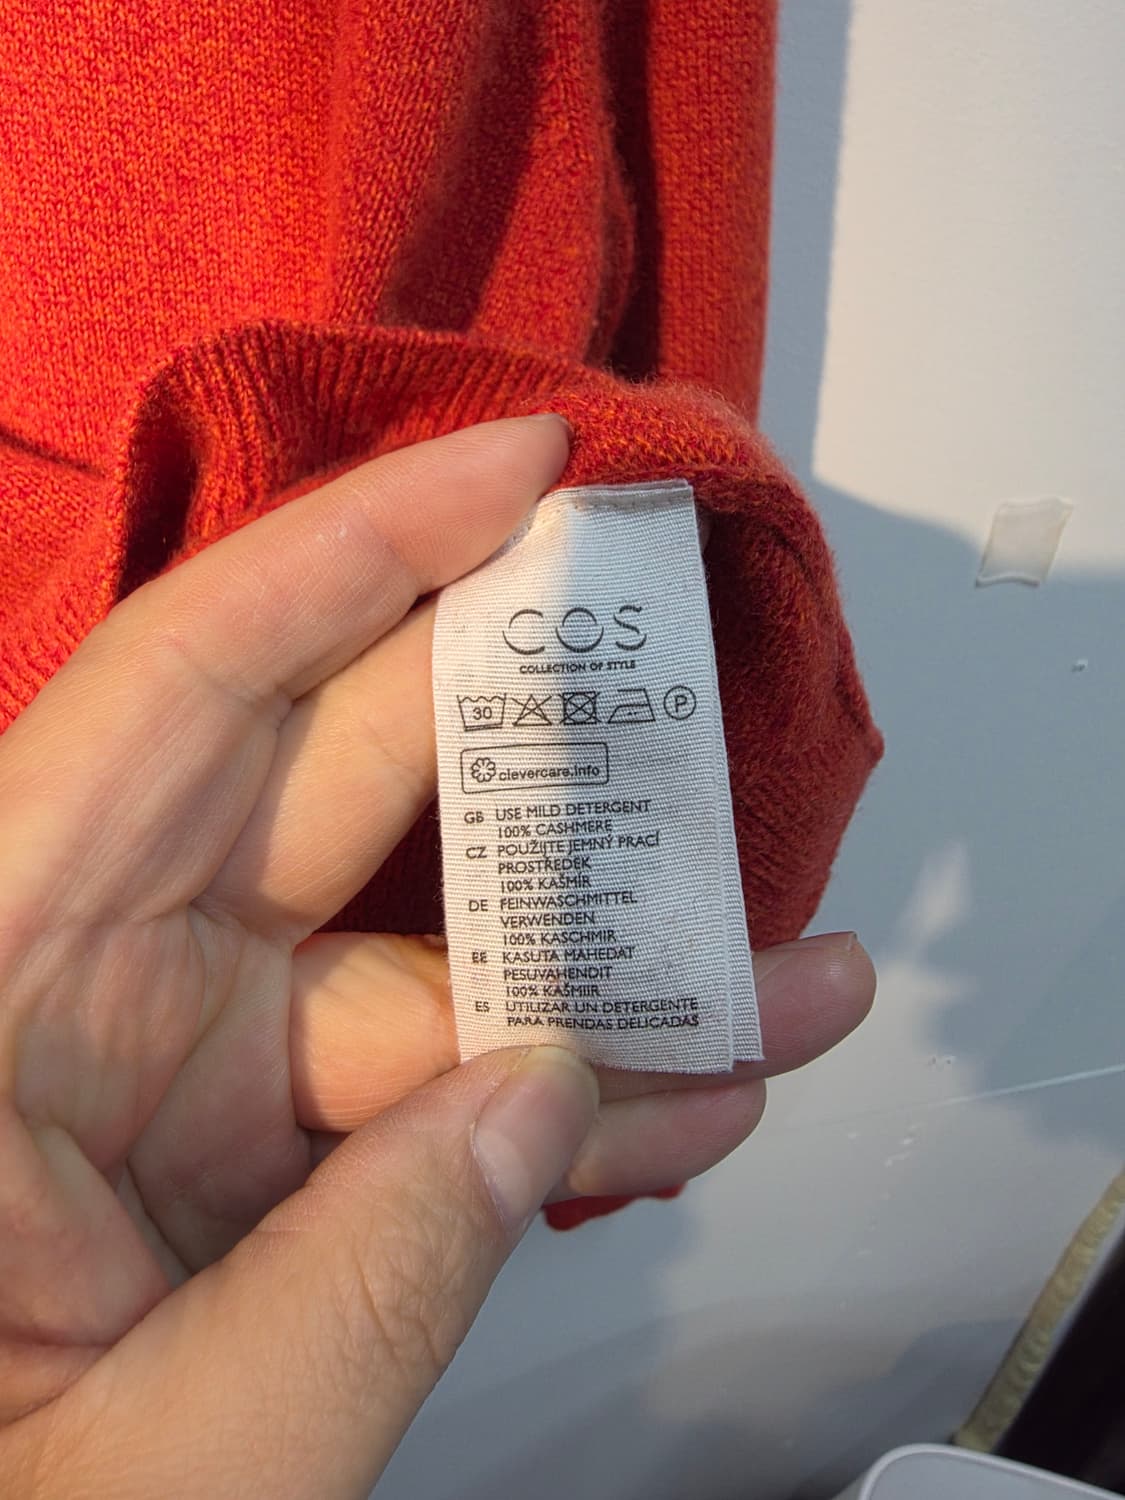 COS
COLLECTION OF STYLE
30
P
clevercare.info
GB USE MILD DETERGENT
100% CASHMERE
CZ POUŽIJTE JEMNÝ PRACÍ
PROSTŘEDEK
100% KAŠMÍR
DE FEINWASCHMITTEL
VERWENDEN
100% KASCHMIR
EE KASUTA MAHEDAT
PESUVAHENDIT
100% KAŠMIIR
ES UTILIZAR UN DETERGENTE
PARA PRENDAS DELICADAS